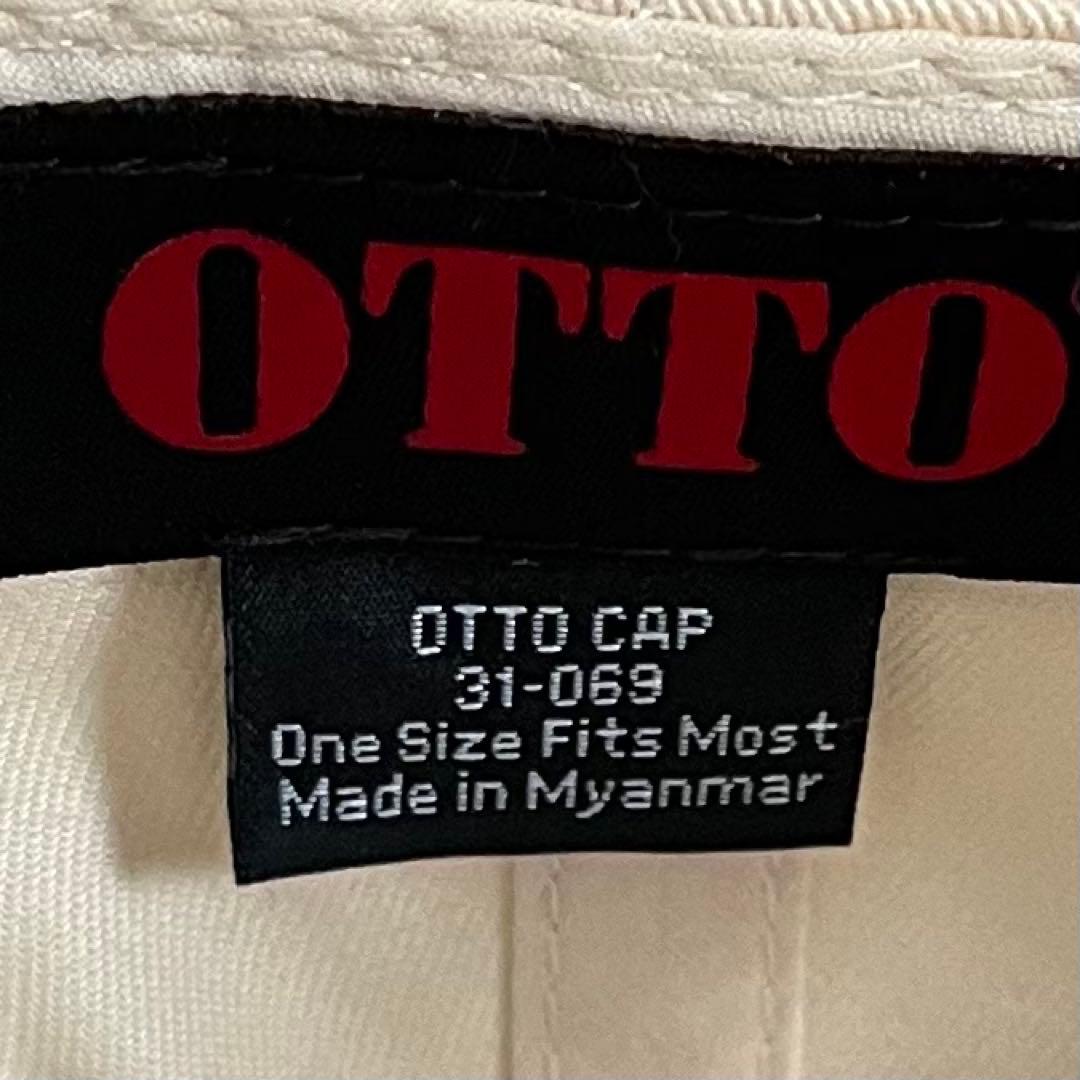 OTTO
OTTO CAP
31-069
One Size Fits Most
Made in Myanmar